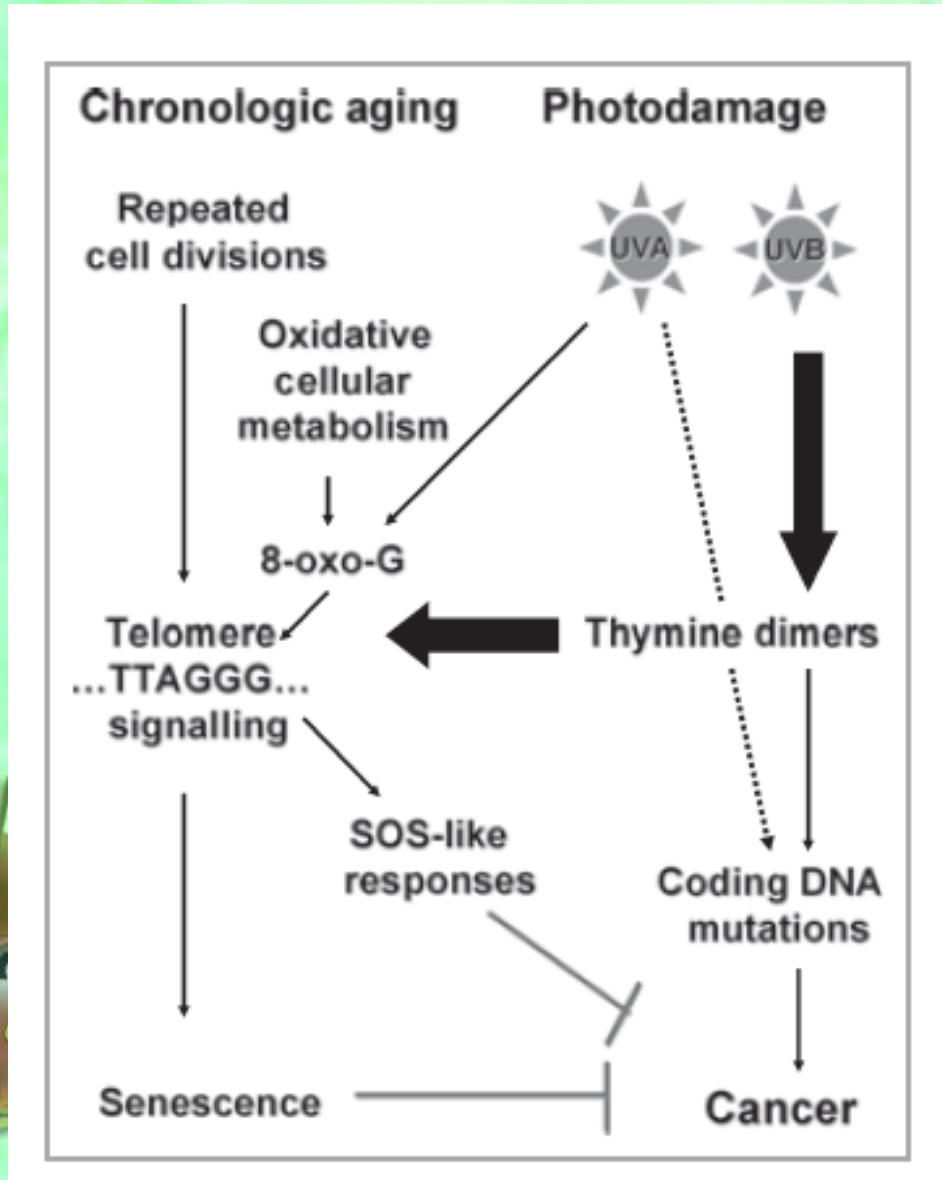 Chronologic aging
Photodamage
Repeated
cell divisions
UVA
UVB
Oxidative
cellular
metabolism
8-oxo-G
Telomere
...TTAGGG...
signalling
Thymine dimers
SOS-like
responses
Coding DNA
mutations
Senescence
Cancer